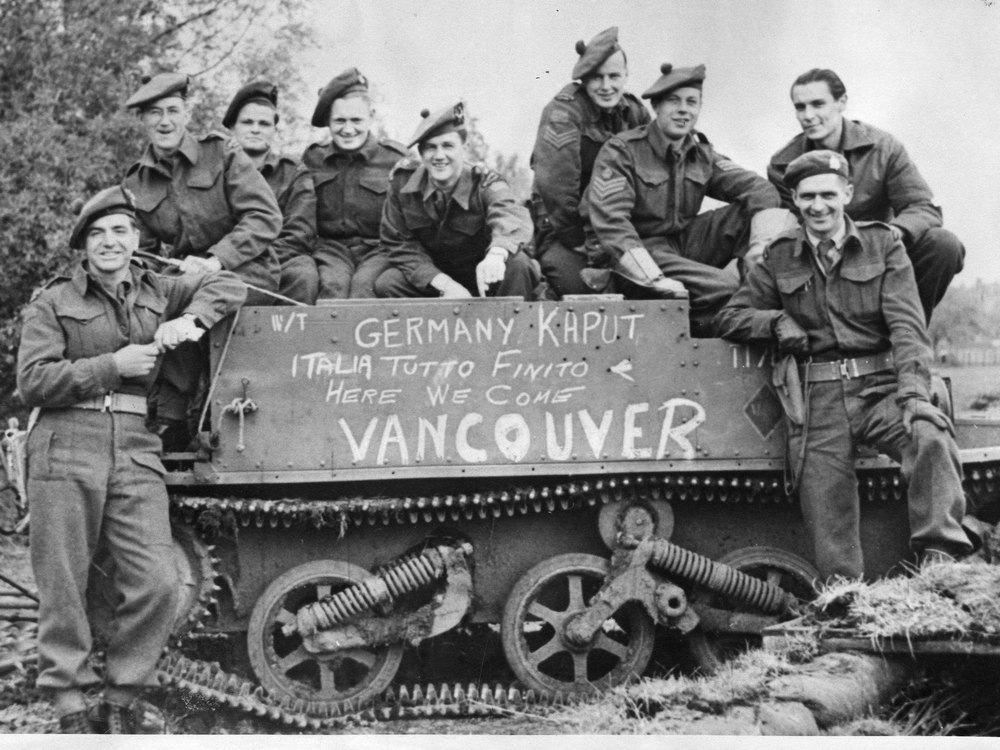 W/T
GERMANY KAPUT
ITALIA TUTTO FINITO
HERE WE COME
VANCOUVER